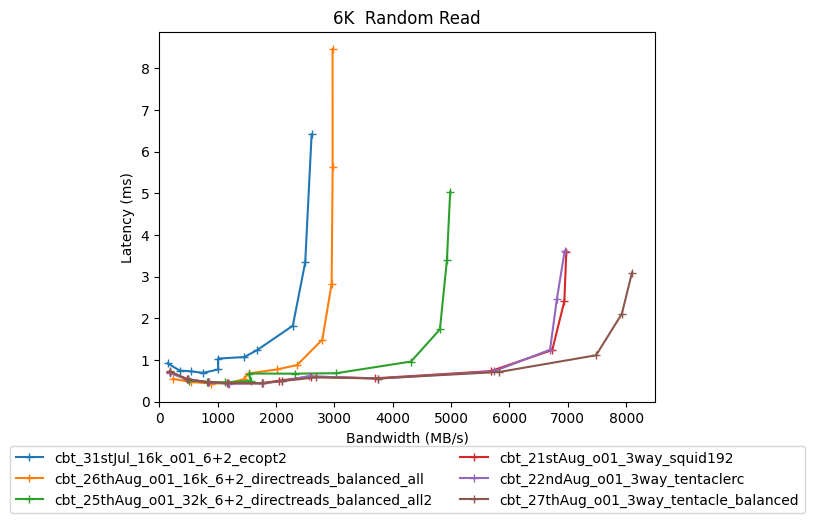 6K  Random Read
Latency (ms)
8
7
6
5
4
3
2
1
0
0 1000 2000 3000 4000 5000 6000 7000 8000
Bandwidth (MB/s)
cbt_31stJul_16k_o01_6+2_ecopt2
cbt_26thAug_o01_16k_6+2_directreads_balanced_all
cbt_25thAug_o01_32k_6+2_directreads_balanced_all2
cbt_21stAug_o01_3way_squid192
cbt_22ndAug_o01_3way_tentaclerc
cbt_27thAug_o01_3way_tentacle_balanced